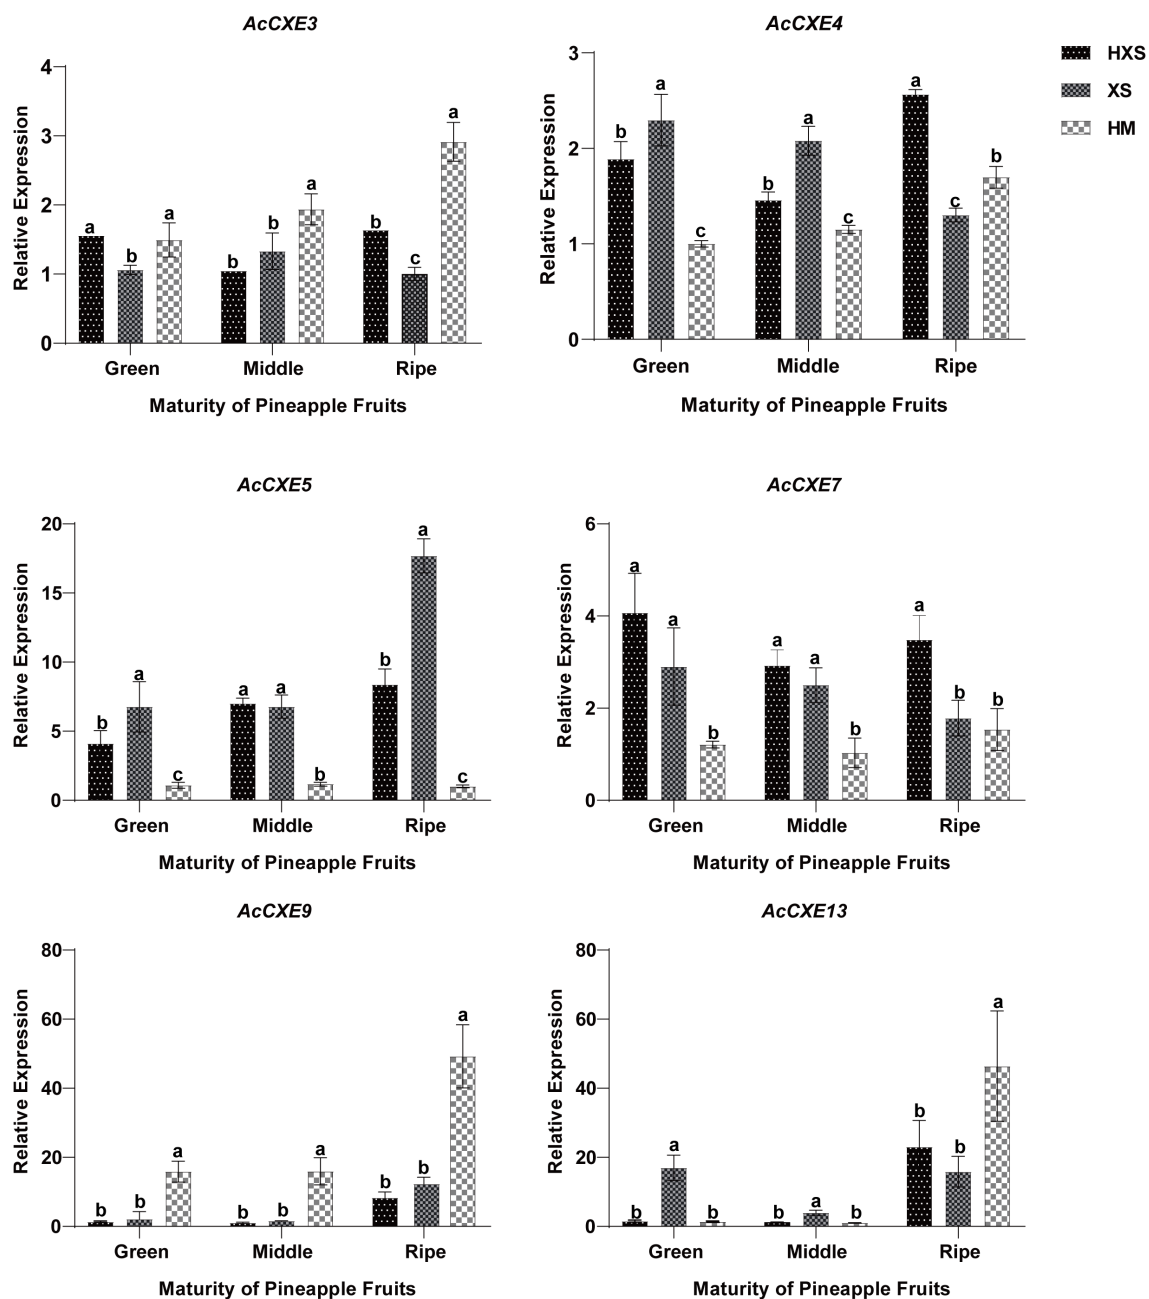 AcCXE3
AcCXE4
HXS
XS
HM
Relative Expression
4
3
2
1
0
a
b
a
b
b
a
b
c
a
Green
Middle
Ripe
Maturity of Pineapple Fruits
Relative Expression
3
2
1
0
b
a
c
b
a
c
a
c
b
Green
Middle
Ripe
Maturity of Pineapple Fruits
AcCXE5
Relative Expression
20
15
10
5
0
b
a
c
a
a
b
b
a
c
Green
Middle
Ripe
Maturity of Pineapple Fruits
AcCXE7
Relative Expression
6
4
2
0
a
a
b
a
a
b
a
b
b
Green
Middle
Ripe
Maturity of Pineapple Fruits
AcCXE9
Relative Expression
80
60
40
20
0
b
b
a
b
b
a
b
b
a
Green
Middle
Ripe
Maturity of Pineapple Fruits
AcCXE13
Relative Expression
80
60
40
20
0
b
a
b
b
a
b
b
b
a
Green
Middle
Ripe
Maturity of Pineapple Fruits